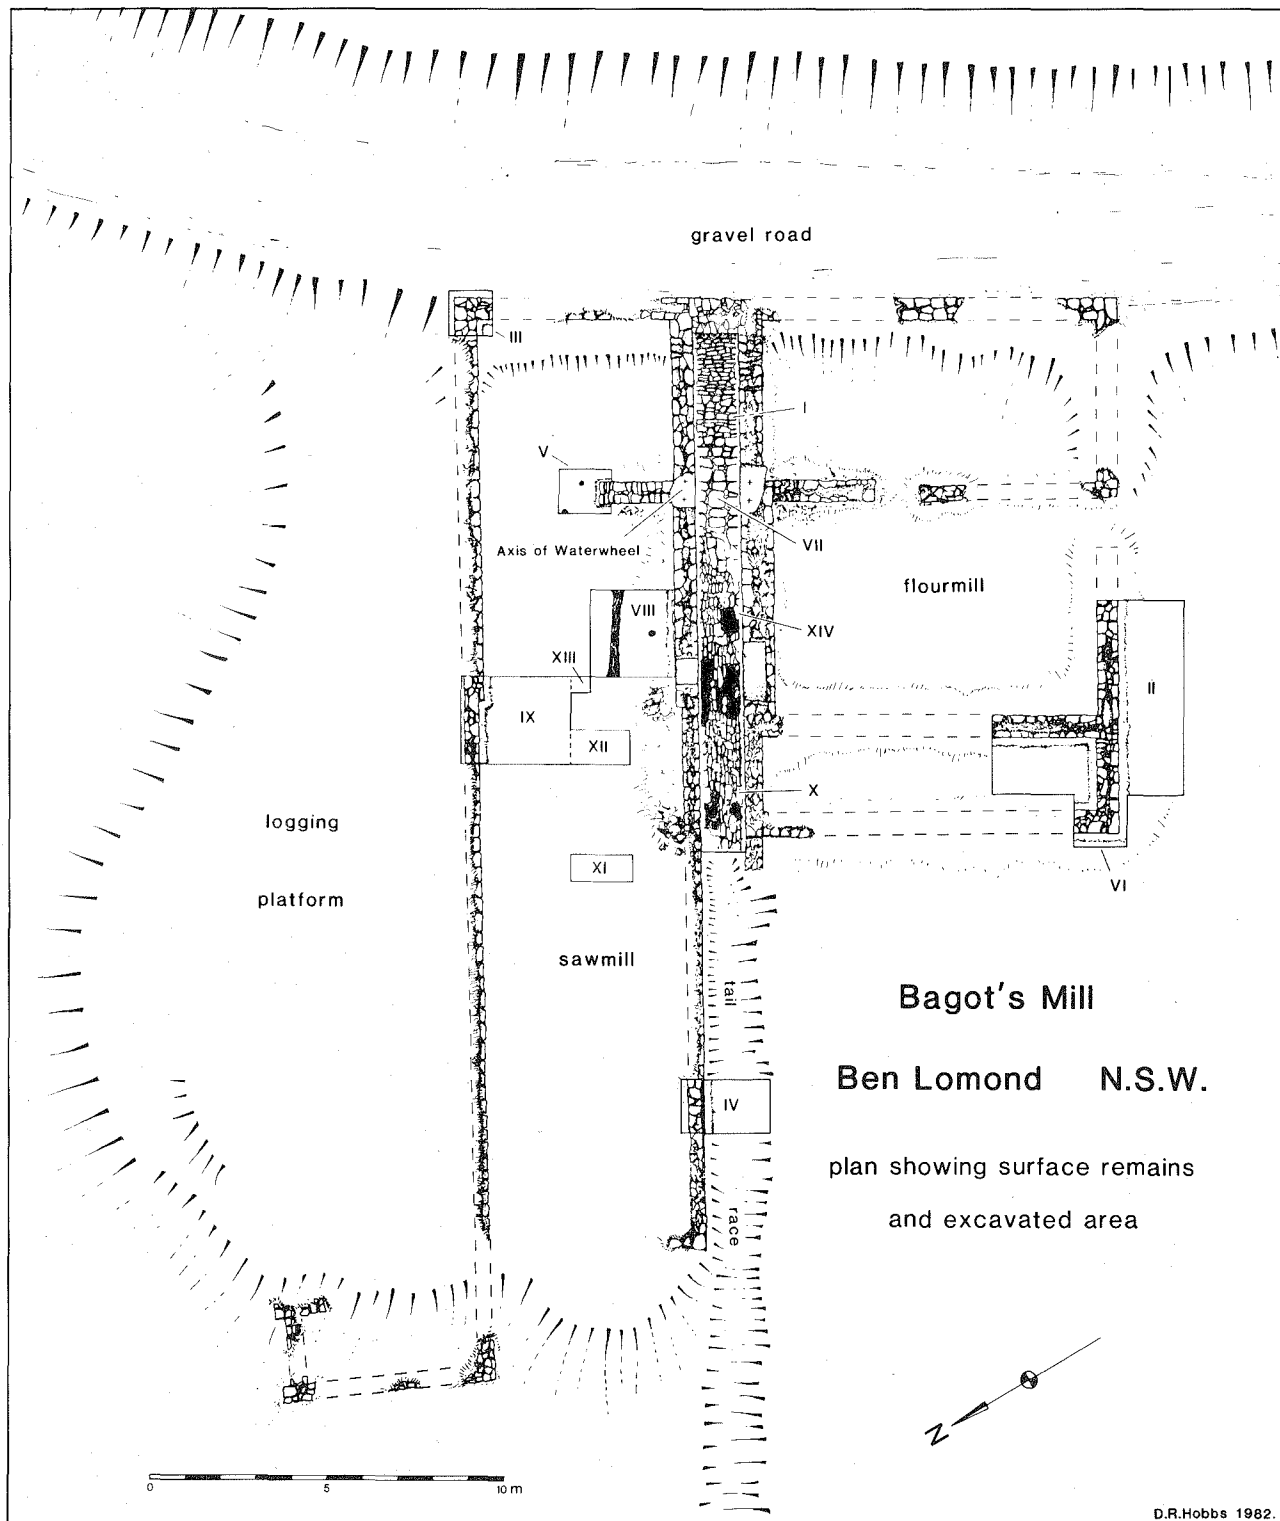 gravel road
III
I
V
Axis of Waterwheel
VII
flourmill
VIII
XIV
XIII
IX
II
XII
X
logging
platform
XI
VI
sawmill
tail
race
IV
Bagot's Mill
Ben Lomond N.S.W.
plan showing surface remains
and excavated area
N
0 10 m
D.R.Hobbs 1982.